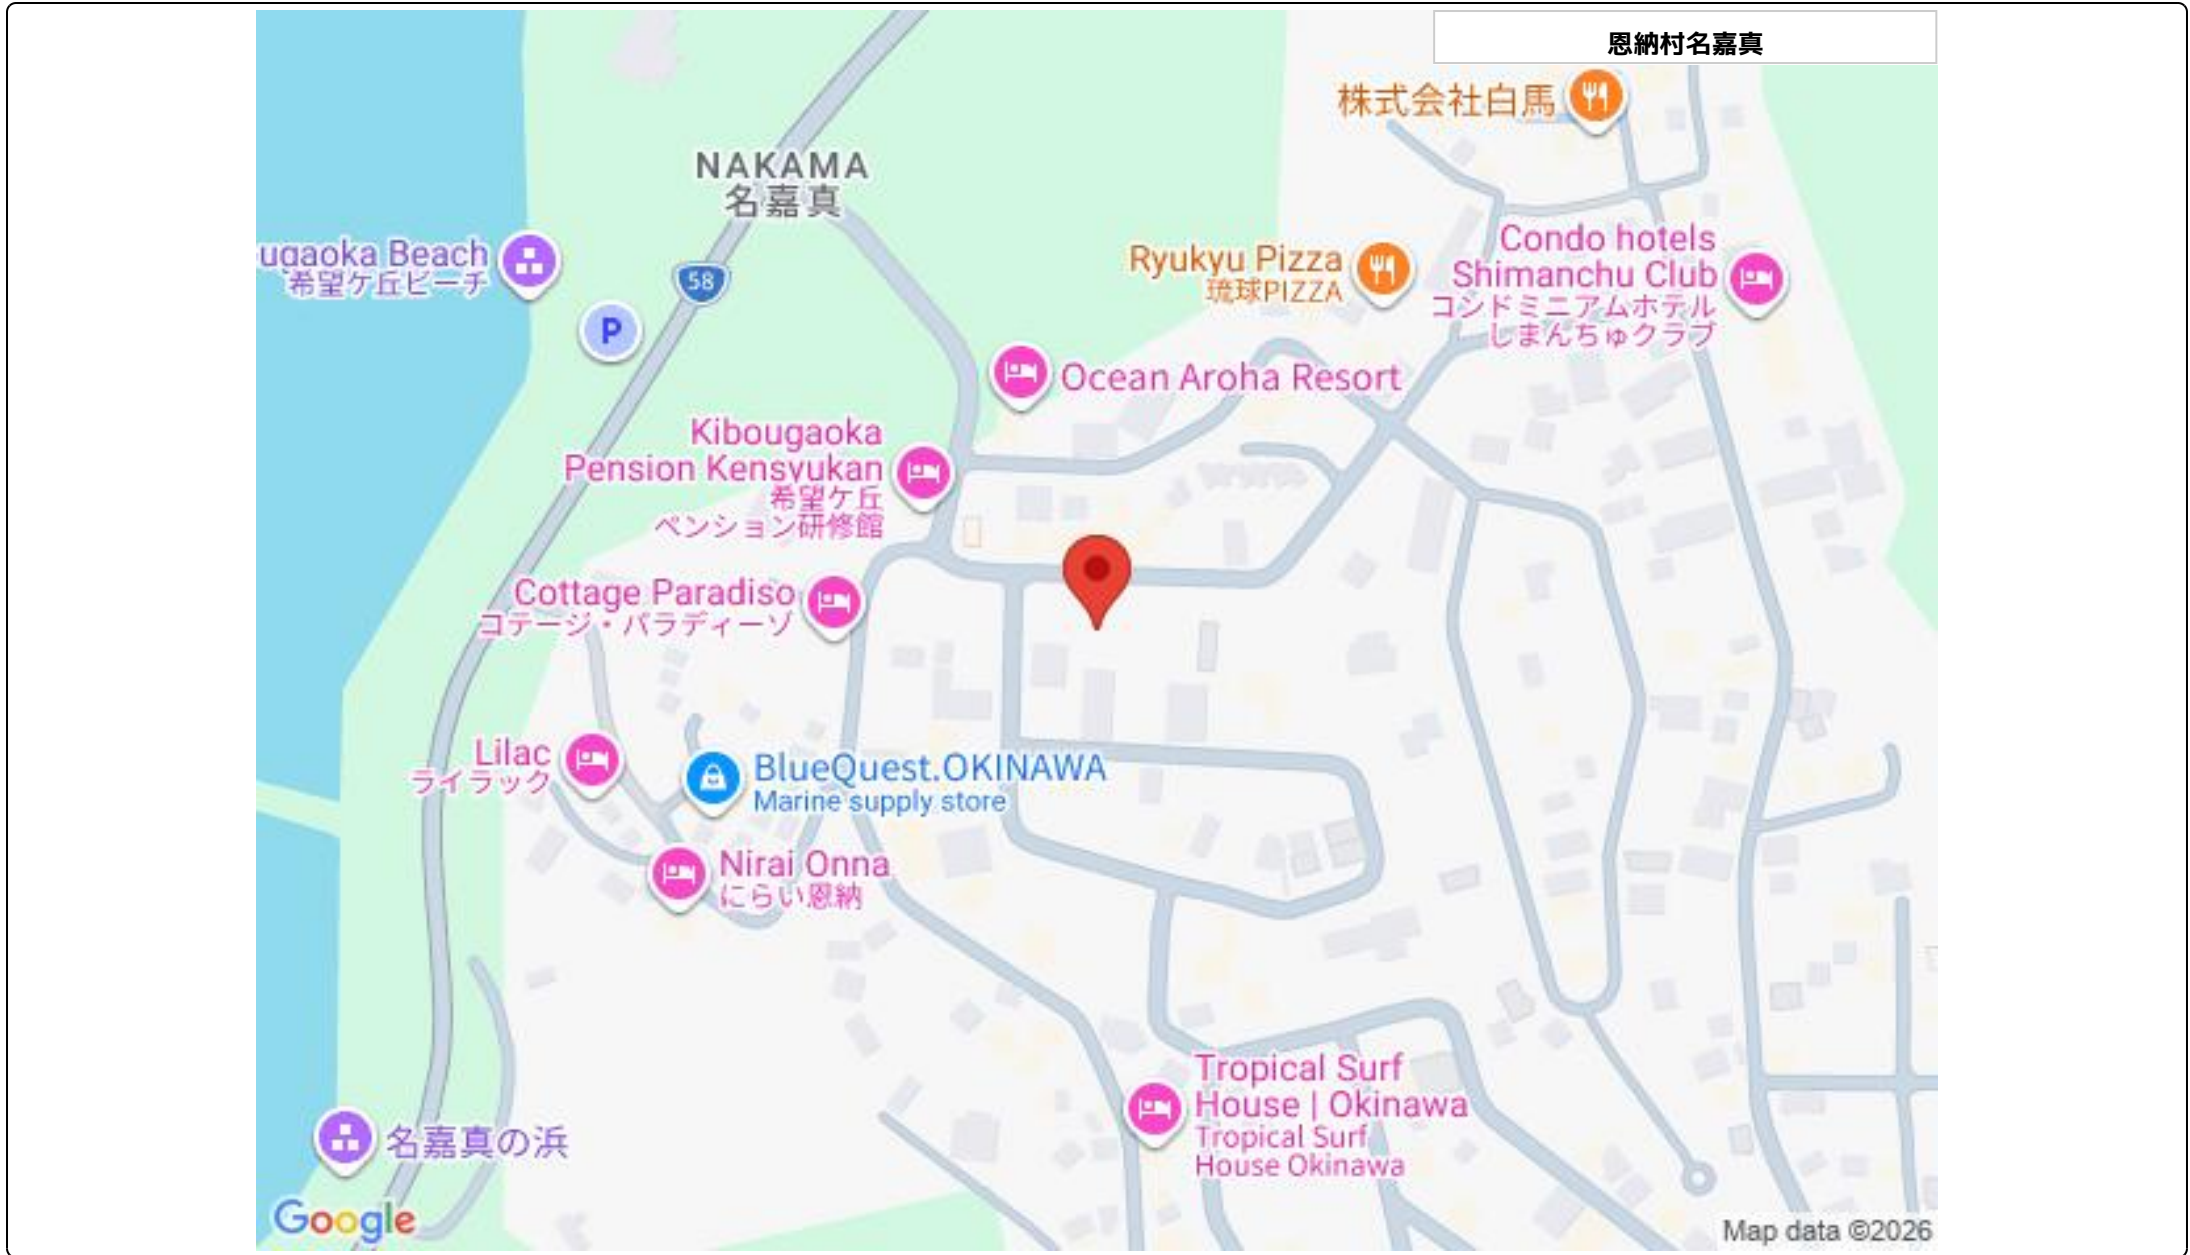 恩納村名嘉真
株式会社白馬
NAKAMA
名嘉真
ugaoka Beach
希望ケ丘ビーチ
58
P
Ryukyu Pizza
琉球PIZZA
Condo hotels
Shimanchu Club
コンドミニアムホテル
しまんちゅクラブ
Ocean Aroha Resort
Kibougaoka
Pension Kensyukan
希望ケ丘
ペンション研修館
Cottage Paradiso
コテージ・パラディーゾ
Lilac
ライラック
BlueQuest.OKINAWA
Marine supply store
Nirai Onna
にらい恩納
Tropical Surf
House | Okinawa
Tropical Surf
House Okinawa
名嘉真の浜
Google
Map data ©2026